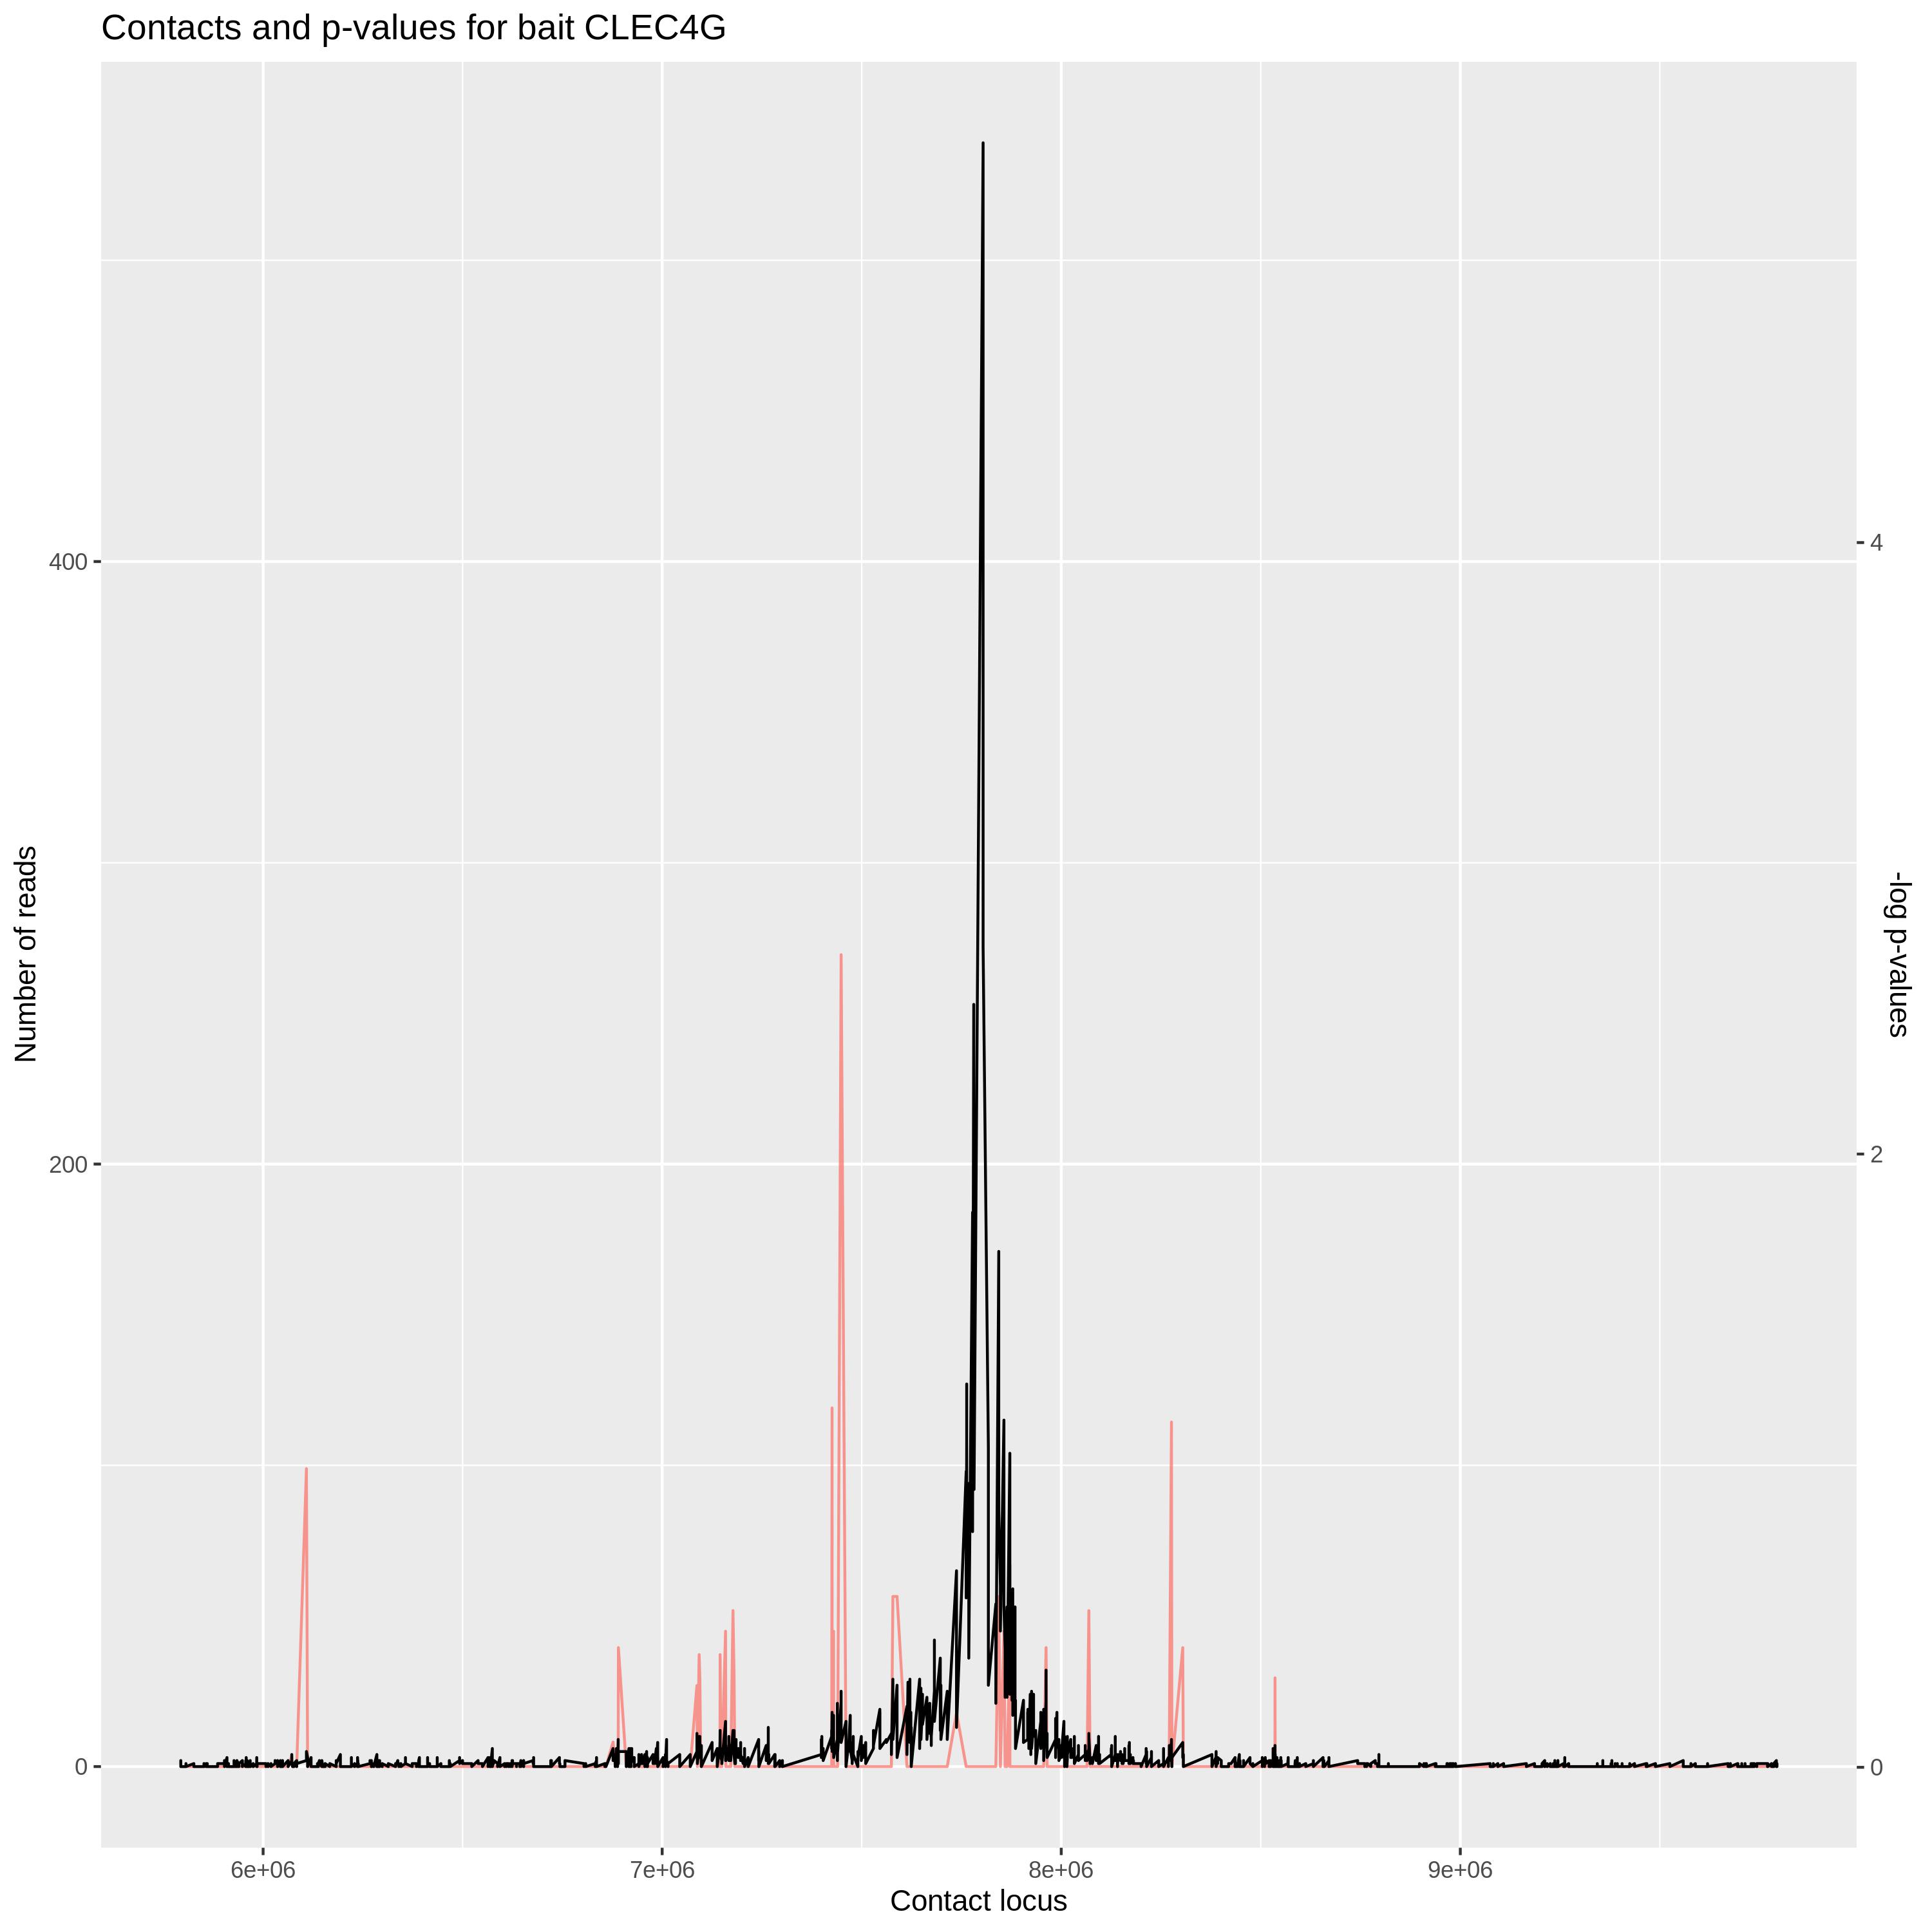 Contacts and p-values for bait CLEC4G
Number of reads
400
200
0
4
2
0
-log p-values
6e+06
7e+06
8e+06
9e+06
Contact locus